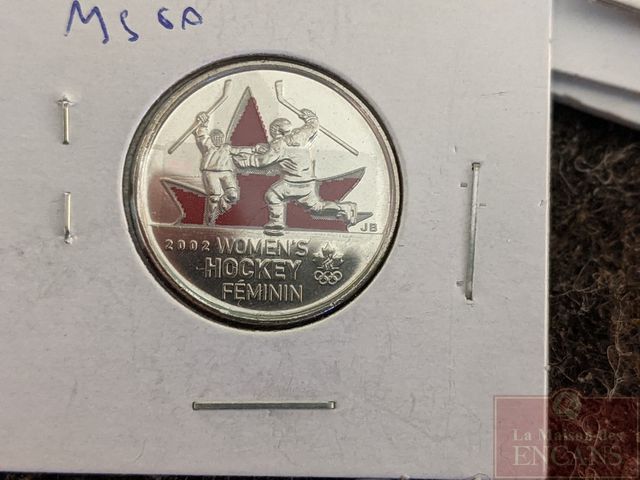 MS 60
JB
2002 WOMEN'S
HOCKEY
FÉMININ
La Maison des
ENCANS